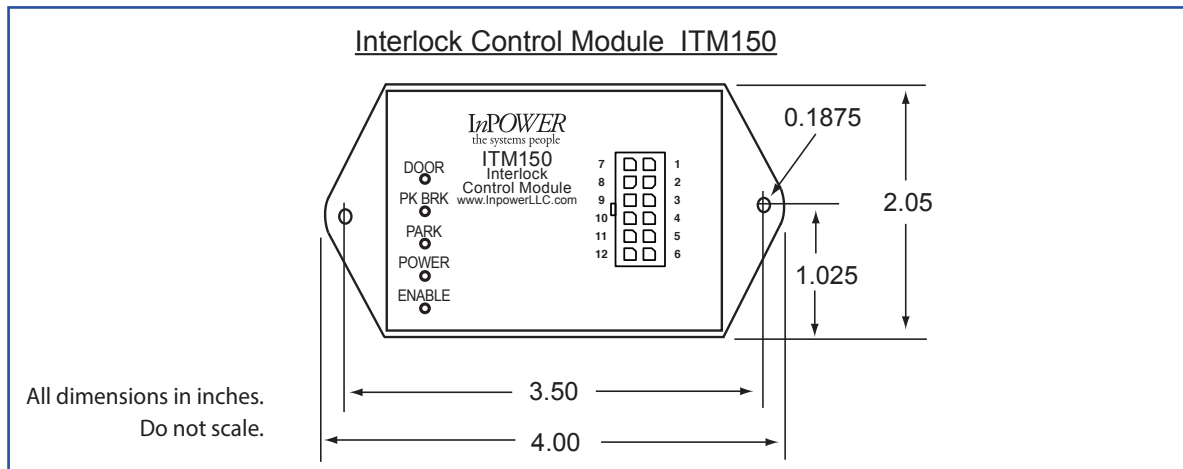 Interlock Control Module ITM150
InPOWER
the systems people
ITM150
Interlock
Control Module
www.InpowerLLC.com
DOOR
PK BRK
PARK
POWER
ENABLE
7 1
8 2
9 3
10 4
11 5
12 6
0.1875
2.05
1.025
3.50
4.00
All dimensions in inches.
Do not scale.